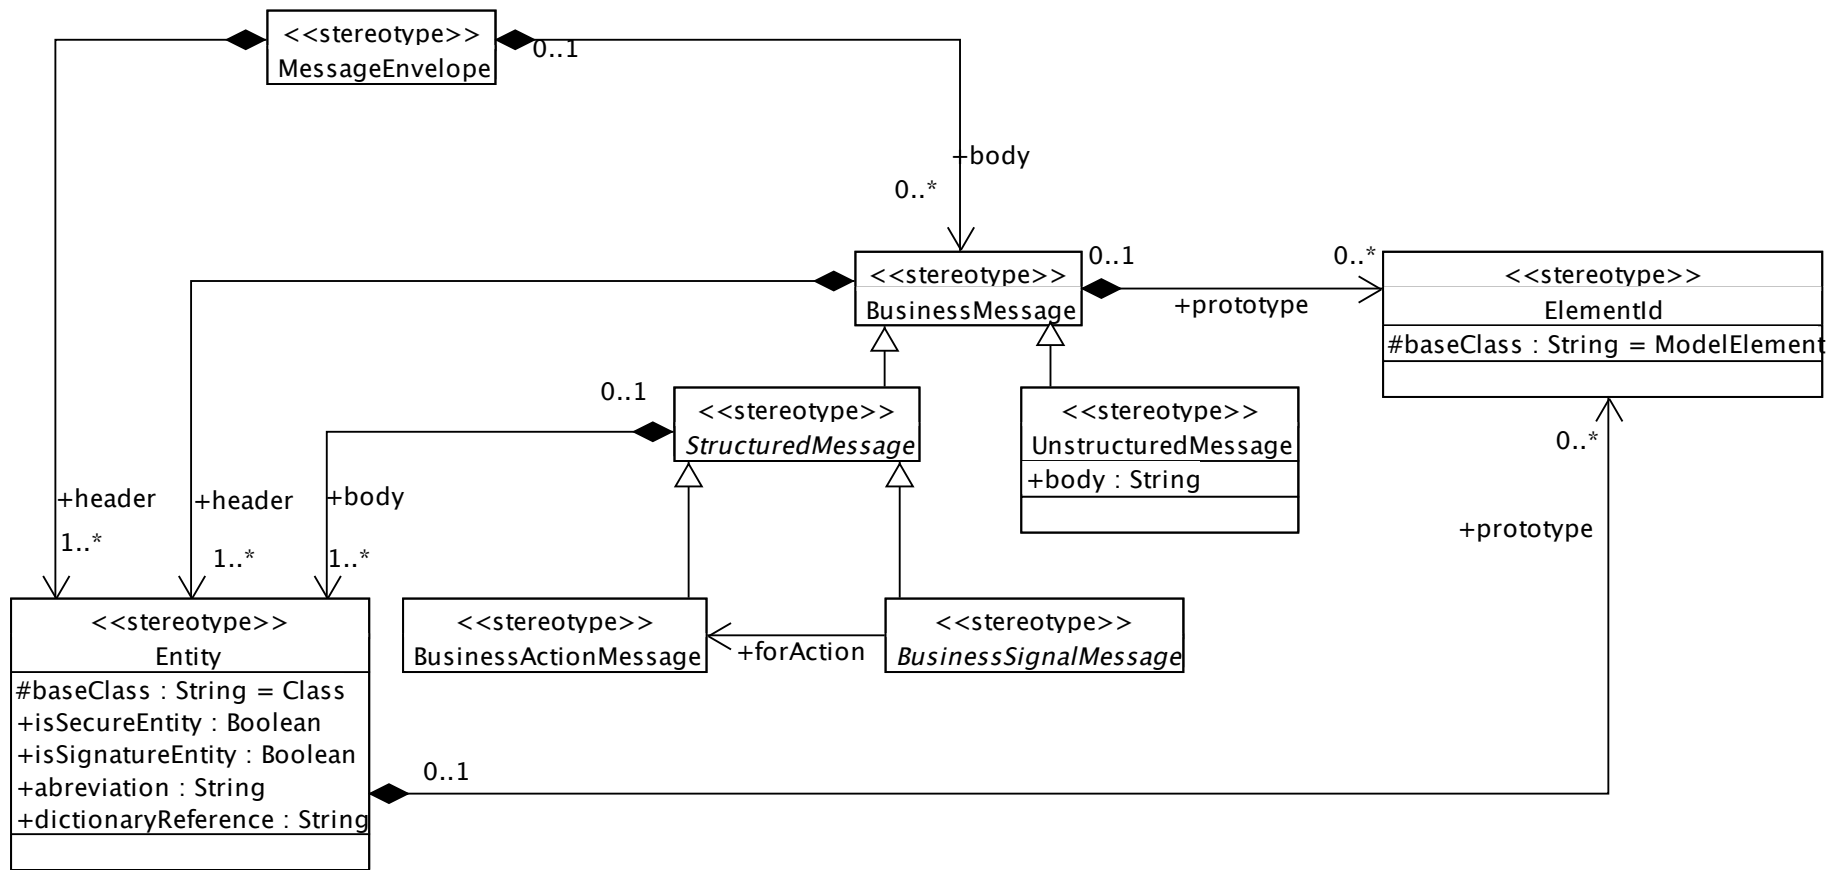 <<stereotype>>
MessageEnvelope
0..1
+body
0..*
<<stereotype>>
BusinessMessage
0..1
0..*
+prototype
<<stereotype>>
ElementId
#baseClass : String = ModelElement
0..1
<<stereotype>>
StructuredMessage
<<stereotype>>
UnstructuredMessage
+body : String
0..*
+prototype
+header
1..*
+header
1..*
+body
1..*
<<stereotype>>
Entity
#baseClass : String = Class
+isSecureEntity : Boolean
+isSignatureEntity : Boolean
+abreviation : String
+dictionaryReference : String
<<stereotype>>
BusinessActionMessage
+forAction
<<stereotype>>
BusinessSignalMessage
0..1